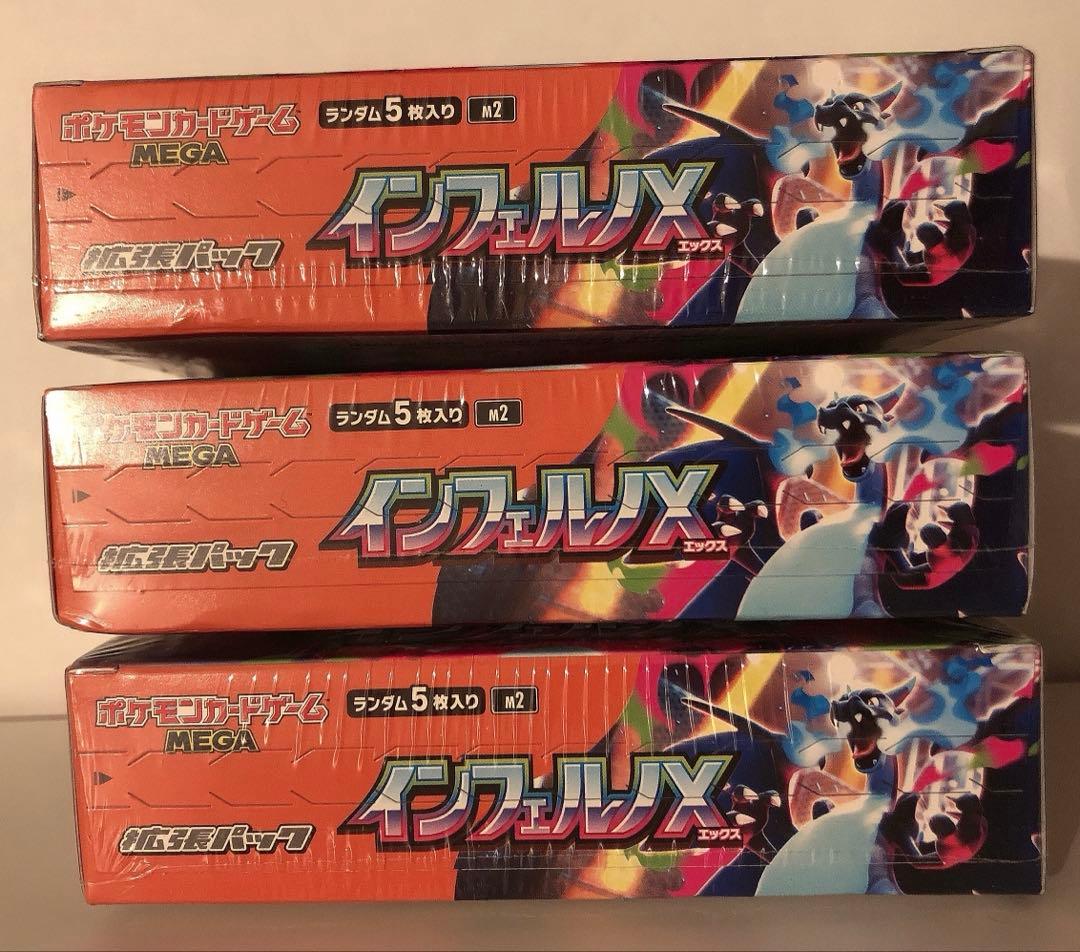 ポケモンカードゲーム
MEGA
ランダム5枚入り M2
インフェルノX
エックス
拡張パック
ポケモンカードゲーム
MEGA
ランダム5枚入り M2
インフェルノX
エックス
拡張パック
ポケモンカードゲーム
MEGA
ランダム5枚入り M2
インフェルノX
エックス
拡張パック